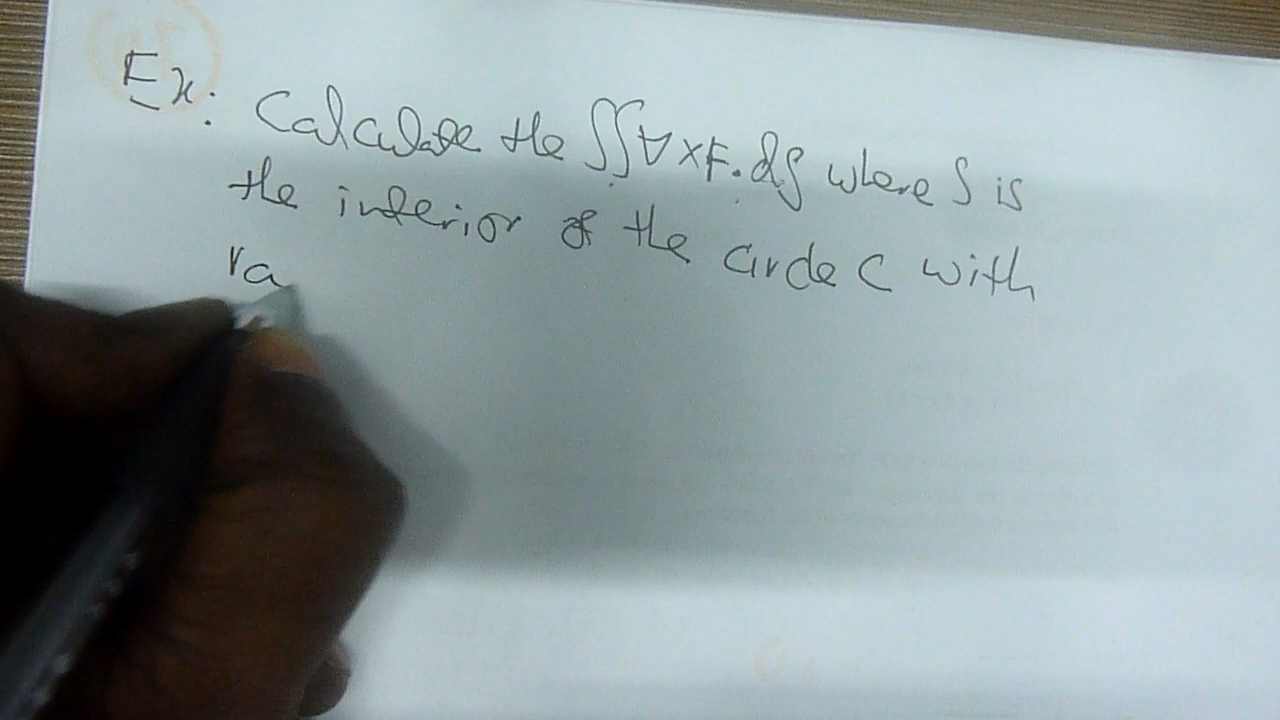 Ex: Calculate the ∬∇×F.dS where S is
the interior of the circle C with
ra